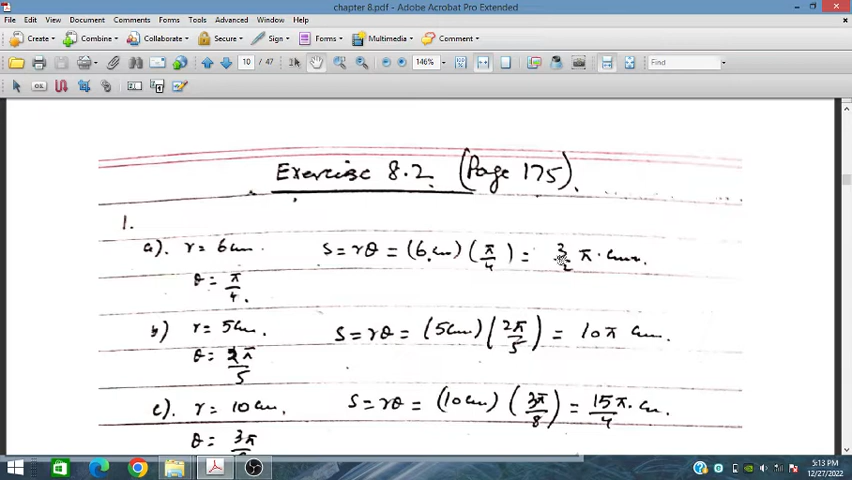 chapter 8.pdf - Adobe Acrobat Pro Extended
File Edit View Document Comments Forms Tools Advanced Window Help
Create Combine Collaborate Secure Sign Forms Multimedia Comment
10 / 47 146% Find
Exercise 8.2 (Page 175).
1.
a). r = 6cm. S = rθ = (6cm) (π/4) = 3/2 π. cm.
θ = π/4.
b) r = 5cm. S = rθ = (5cm) (2π/5) = 10π cm.
θ = 2π/5
c). r = 10cm. S = rθ = (10cm) (3π/8) = 15π/4. cm.
θ = 3π
5:13 PM
12/27/2022